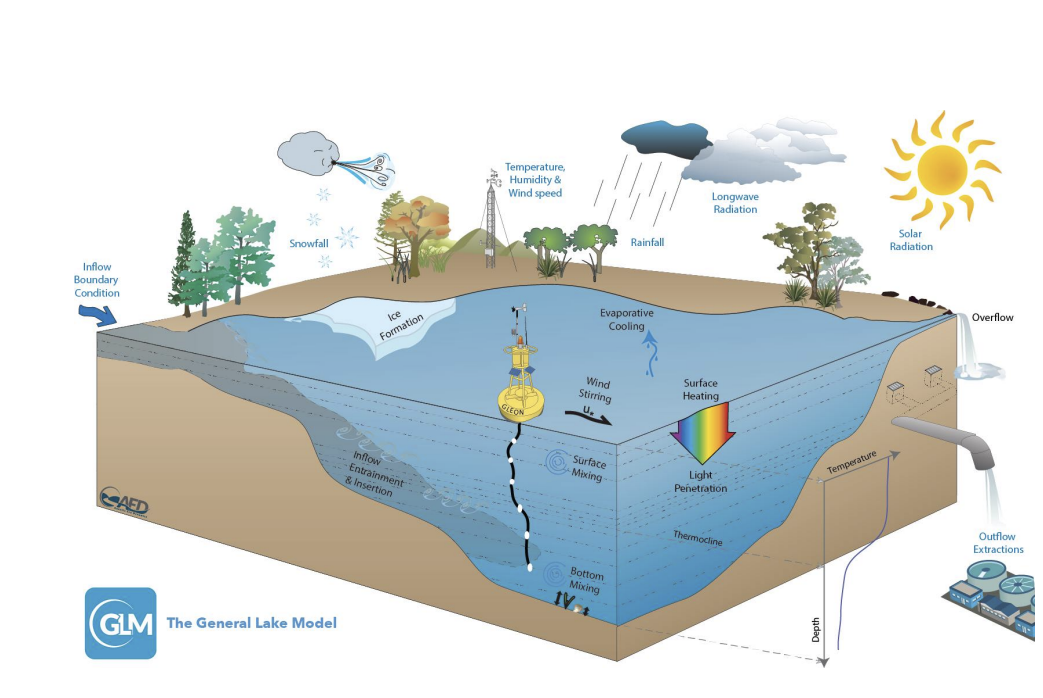 Temperature,
Humidity &
Wind speed
Longwave
Radiation
Snowfall
Rainfall
Solar
Radiation
Inflow
Boundary
Condition
Ice
Formation
Evaporative
Cooling
Overflow
Wind
Stirring
u*
Surface
Heating
GLEON
Inflow
Entrainment
& Insertion
Surface
Mixing
Light
Penetration
Temperature
AED
Thermocline
Outflow
Extractions
Bottom
Mixing
Depth
GLM
The General Lake Model